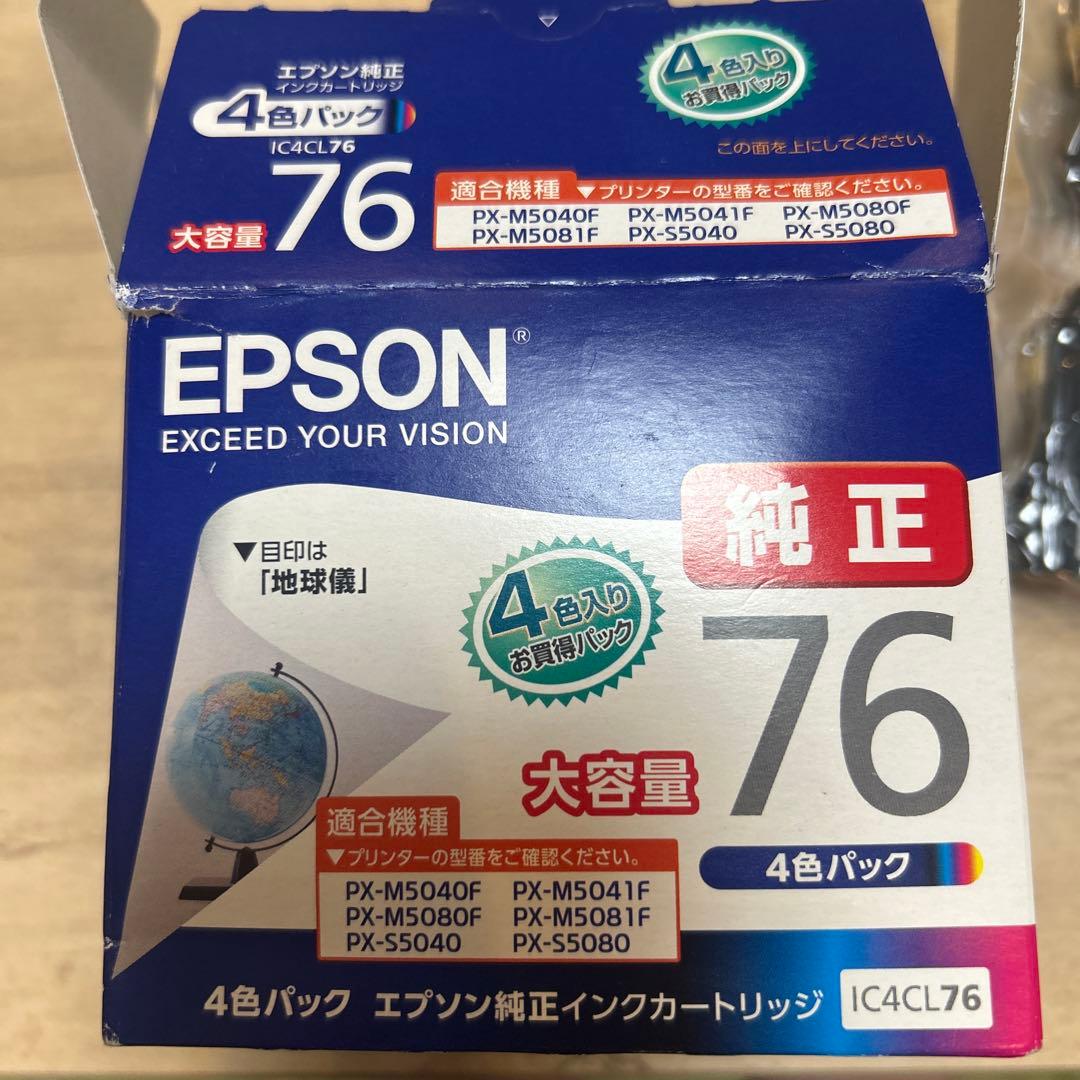 エプソン純正
インクカートリッジ
4色パック
IC4CL76
大容量 76
4色入り
お買得パック
この面を上にしてください。
適合機種 ▼プリンターの型番をご確認ください。
PX-M5040F PX-M5041F PX-M5080F
PX-M5081F PX-S5040 PX-S5080
EPSON®
EXCEED YOUR VISION
純正
▼目印は
「地球儀」
4色入り
お買得パック
76
大容量
4色パック
適合機種
▼プリンターの型番をご確認ください。
PX-M5040F PX-M5041F
PX-M5080F PX-M5081F
PX-S5040 PX-S5080
4色パック エプソン純正インクカートリッジ IC4CL76